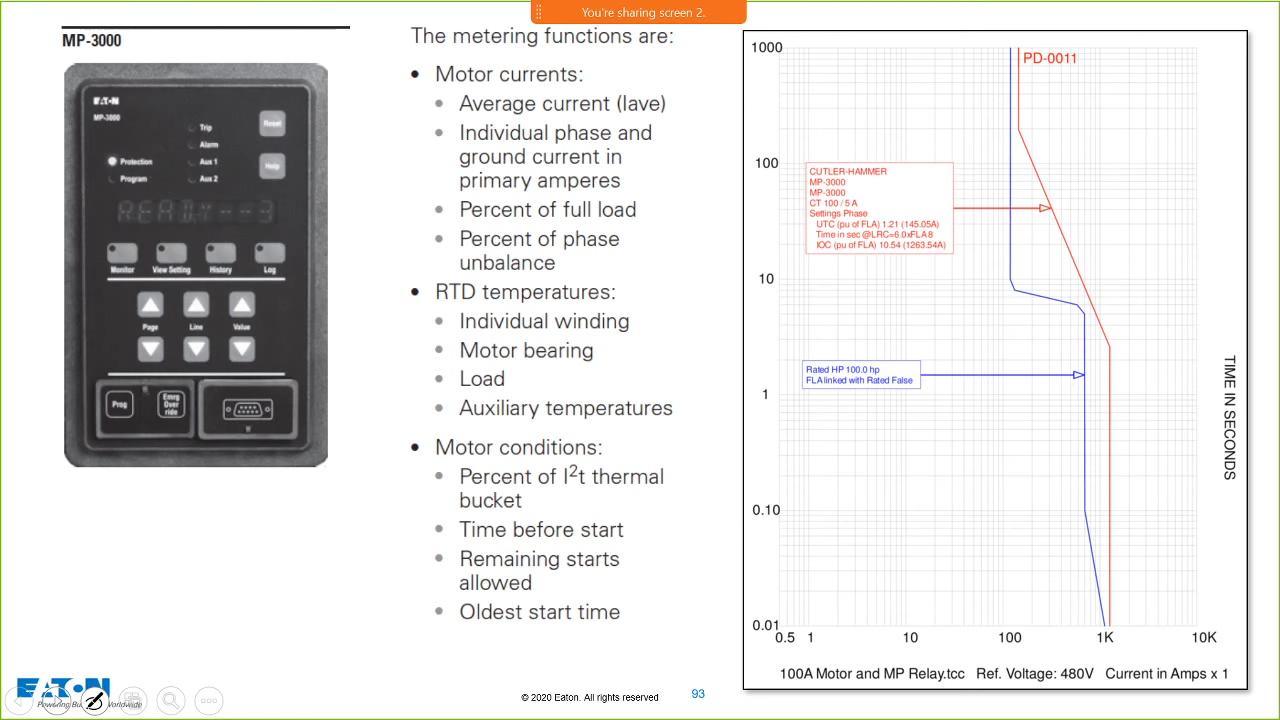 You're sharing screen 2.
MP-3000
EATON
MP-3000
Trip
Alarm
Protection
Aux 1
Program
Aux 2
Reset
Help
READY--3
Monitor
View Setting
History
Log
Page
Line
Value
Prog
Emrg
Over
ride
The metering functions are:
• Motor currents:
• Average current (Iave)
• Individual phase and
ground current in
primary amperes
• Percent of full load
• Percent of phase
unbalance
• RTD temperatures:
• Individual winding
• Motor bearing
• Load
• Auxiliary temperatures
• Motor conditions:
• Percent of I²t thermal
bucket
• Time before start
• Remaining starts
allowed
• Oldest start time
1000
100
10
1
0.10
0.01
PD-0011
CUTLER-HAMMER
MP-3000
MP-3000
CT 100 / 5 A
Settings Phase
UTC (pu of FLA) 1.21 (145.05A)
Time in sec @LRC=6.0xFLA 8
IOC (pu of FLA) 10.54 (1263.54A)
Rated HP 100.0 hp
FLA linked with Rated False
TIME IN SECONDS
0.5 1 10 100 1K 10K
100A Motor and MP Relay.tcc Ref. Voltage: 480V Current in Amps x 1
EATON
© 2020 Eaton. All rights reserved
93